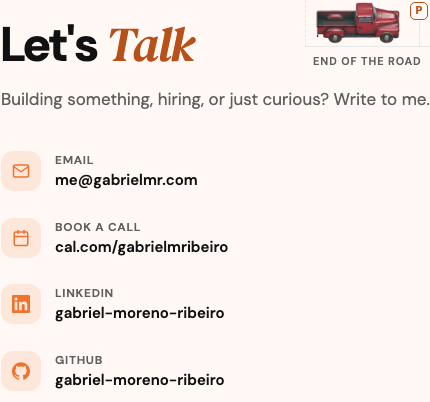 Let's Talk
P
END OF THE ROAD
Building something, hiring, or just curious? Write to me.
EMAIL
me@gabrielmr.com
BOOK A CALL
cal.com/gabrielmribeiro
LINKEDIN
gabriel-moreno-ribeiro
GITHUB
gabriel-moreno-ribeiro